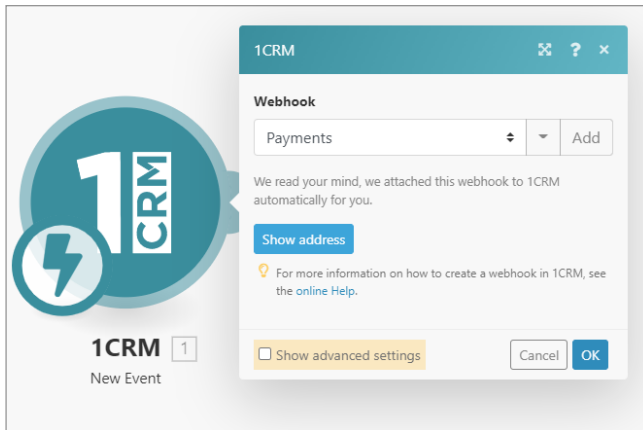 1CRM
Webhook
Payments
Add
We read your mind, we attached this webhook to 1CRM
automatically for you.
Show address
For more information on how to create a webhook in 1CRM, see
the online Help.
Show advanced settings
Cancel
OK
1
CRM
1CRM 1
New Event